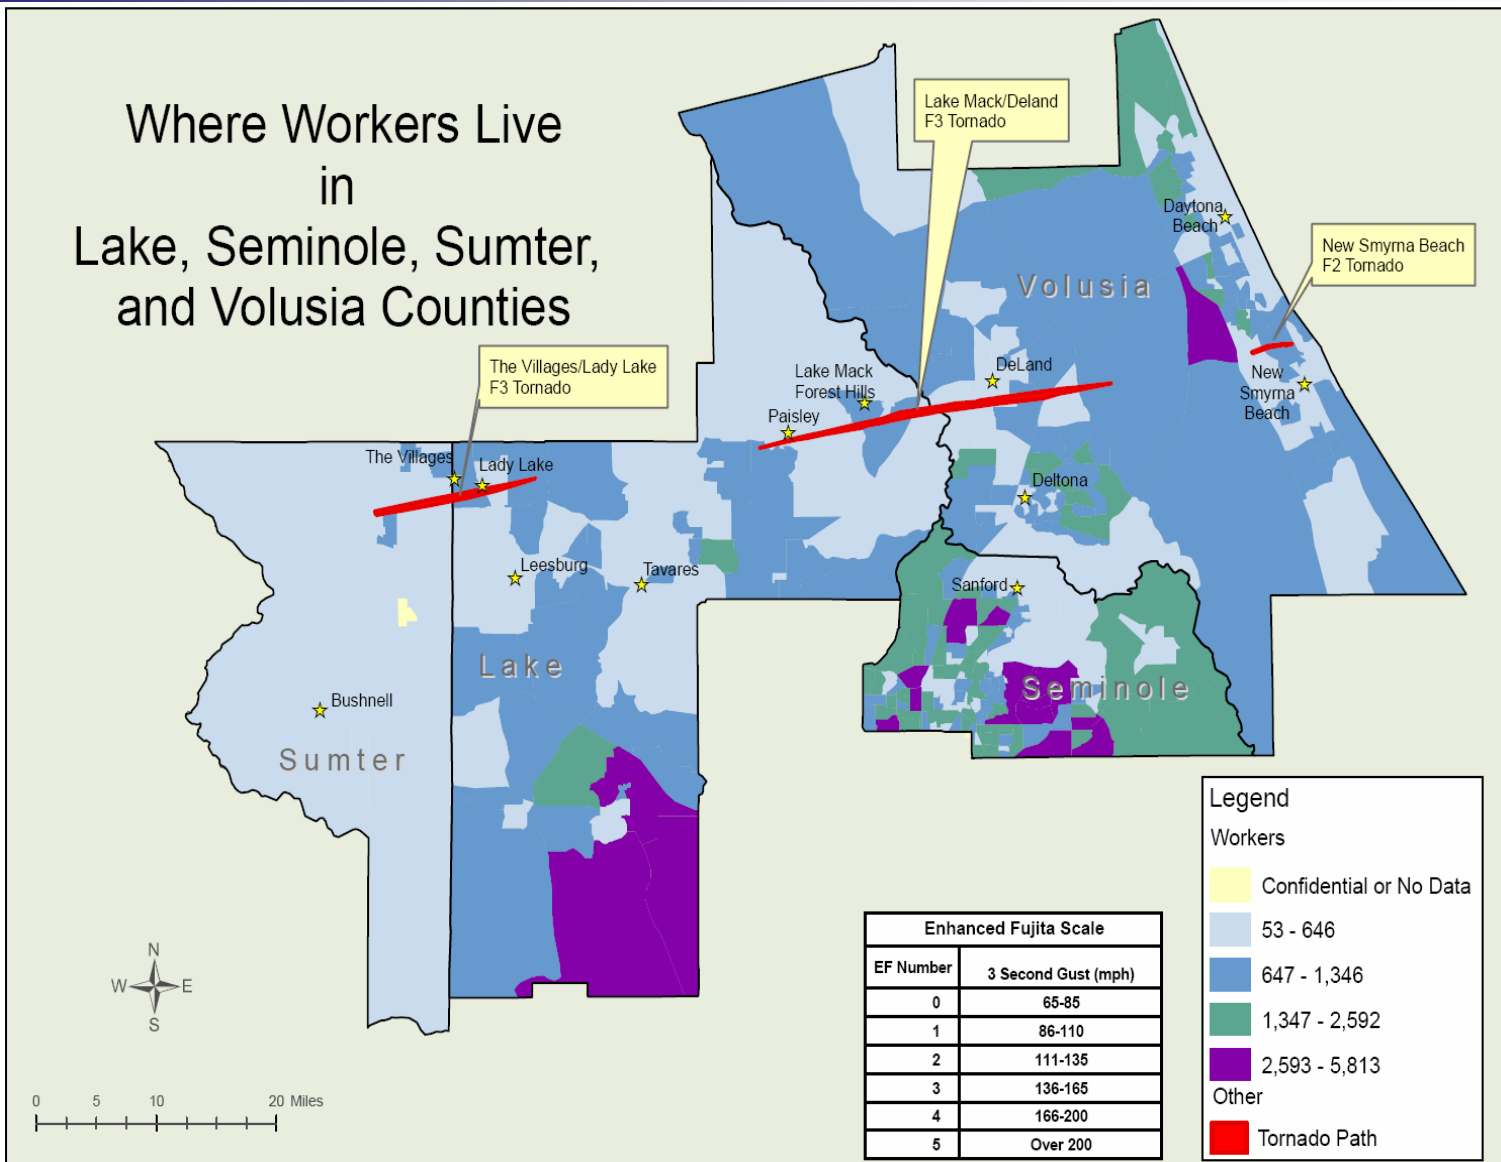 Where Workers Live
in
Lake, Seminole, Sumter,
and Volusia Counties
Lake Mack/Deland
F3 Tornado
Daytona
Beach
New Smyrna Beach
F2 Tornado
Volusia
The Villages/Lady Lake
F3 Tornado
Lake Mack
Forest Hills
DeLand
New
Smyrna
Beach
Paisley
The Villages
Lady Lake
Deltona
Leesburg
Tavares
Sanford
Lake
Seminole
Bushnell
Sumter
Legend
Workers
Confidential or No Data
53 - 646
647 - 1,346
1,347 - 2,592
2,593 - 5,813
Other
Tornado Path
Enhanced Fujita Scale
EF Number 3 Second Gust (mph)
0 65-85
1 86-110
2 111-135
3 136-165
4 166-200
5 Over 200
N
W E
S
0 5 10 20 Miles